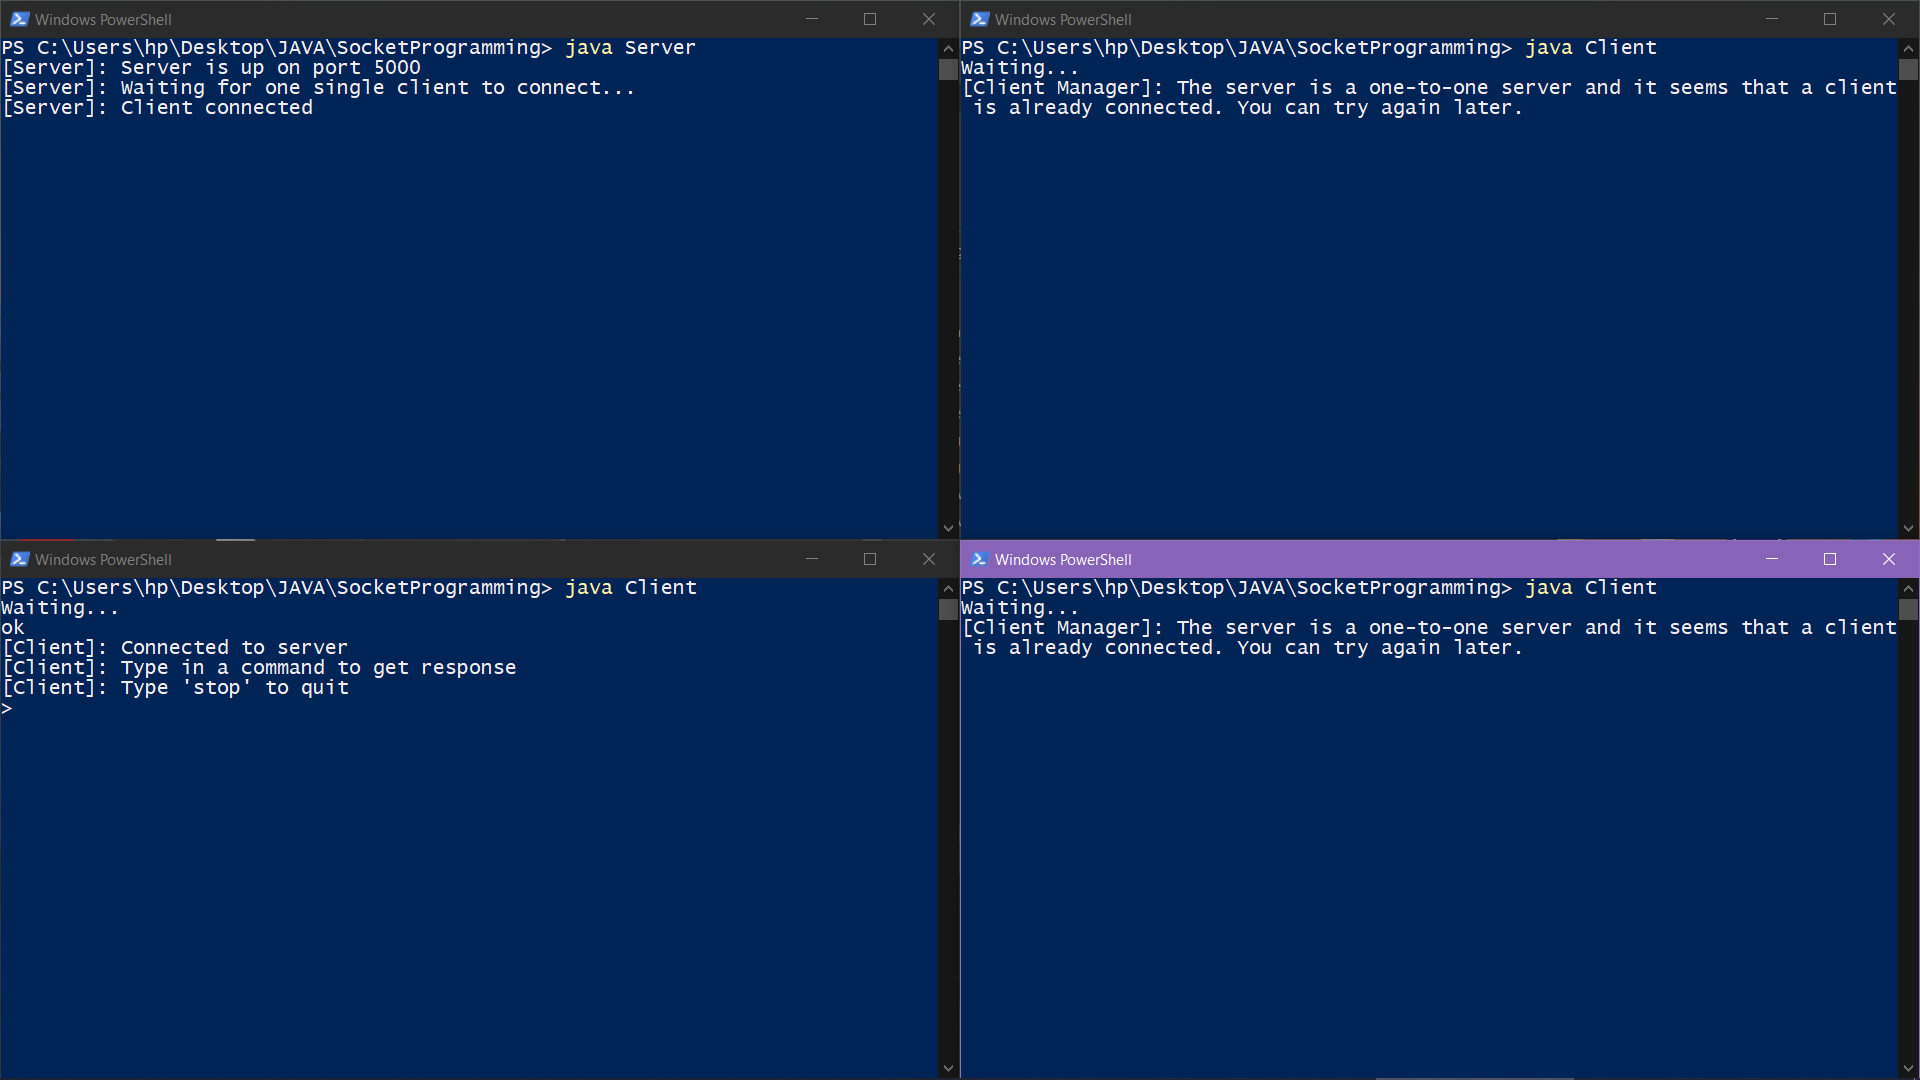 Windows PowerShell
PS C:\Users\hp\Desktop\JAVA\SocketProgramming> java Server
[Server]: Server is up on port 5000
[Server]: Waiting for one single client to connect...
[Server]: Client connected
Windows PowerShell
PS C:\Users\hp\Desktop\JAVA\SocketProgramming> java Client
Waiting...
[Client Manager]: The server is a one-to-one server and it seems that a client
is already connected. You can try again later.
Windows PowerShell
PS C:\Users\hp\Desktop\JAVA\SocketProgramming> java Client
Waiting...
ok
[Client]: Connected to server
[Client]: Type in a command to get response
[Client]: Type 'stop' to quit
>
Windows PowerShell
PS C:\Users\hp\Desktop\JAVA\SocketProgramming> java Client
Waiting...
[Client Manager]: The server is a one-to-one server and it seems that a client
is already connected. You can try again later.